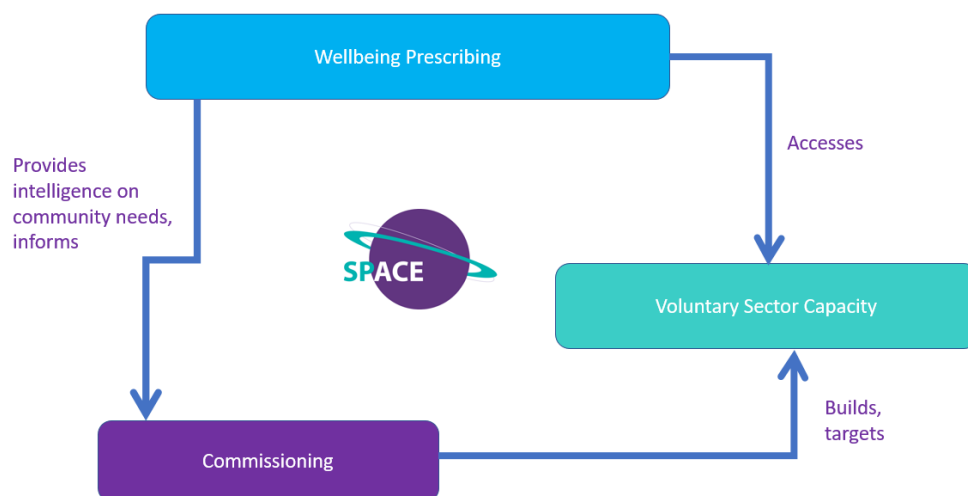 Wellbeing Prescribing
Provides
intelligence on
community needs,
informs
Accesses
SPACE
Voluntary Sector Capacity
Builds,
targets
Commissioning